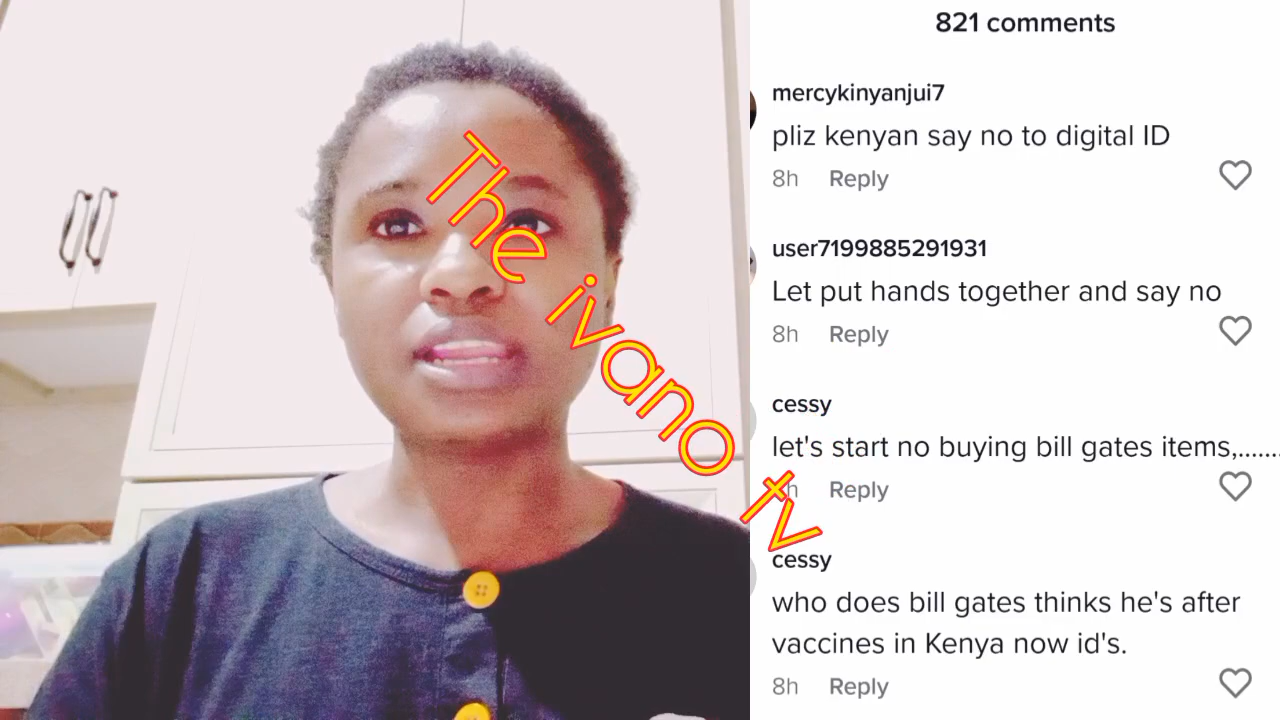 The ivano tv
821 comments
mercykinyanjui7
pliz kenyan say no to digital ID
8h Reply
user7199885291931
Let put hands together and say no
8h Reply
cessy
let's start no buying bill gates items,.......
h Reply
cessy
who does bill gates thinks he's after
vaccines in Kenya now id's.
8h Reply